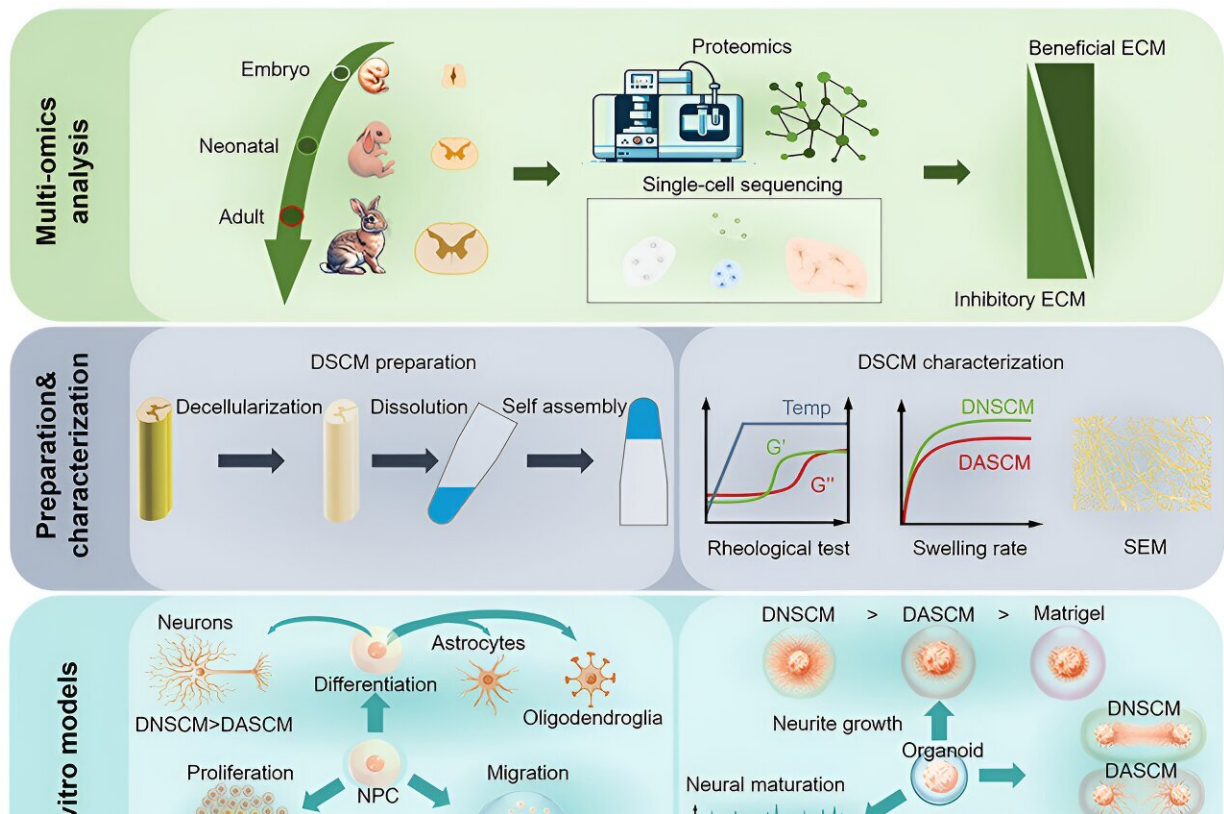 Multi-omics
analysis
Embryo
Neonatal
Adult
Proteomics
Single-cell sequencing
Beneficial ECM
Inhibitory ECM
Preparation&
characterization
DSCM preparation
Decellularization
Dissolution
Self assembly
DSCM characterization
Temp
G'
G''
Rheological test
DNSCM
DASCM
Swelling rate
SEM
vitro models
Neurons
Astrocytes
Differentiation
Oligodendroglia
DNSCM>DASCM
Proliferation
NPC
Migration
DNSCM > DASCM > Matrigel
Neurite growth
Organoid
Neural maturation
DNSCM
DASCM